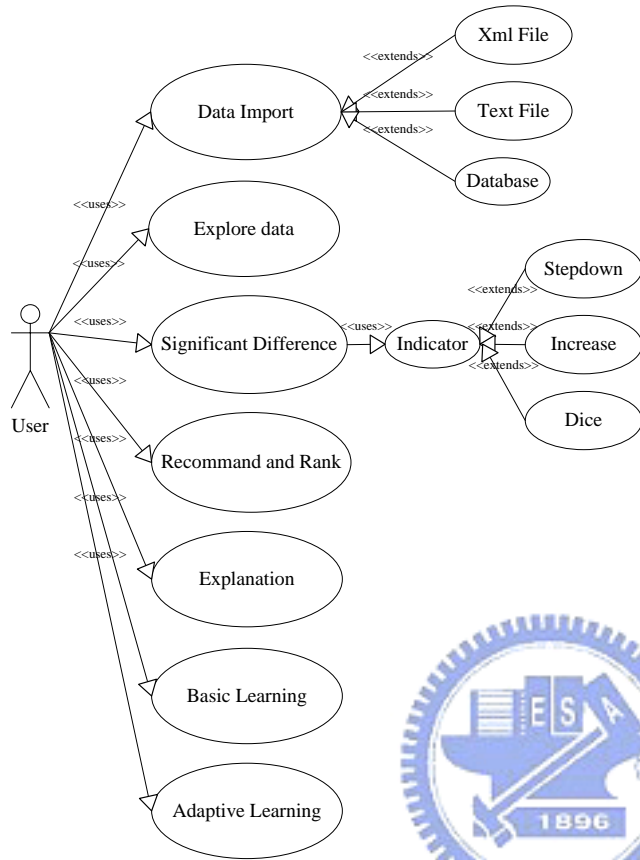 Xml File
<<extends>>
Data Import
<<extends>>
Text File
<<extends>>
Database
<<uses>>
Explore data
<<uses>>
Stepdown
<<extends>>
<<uses>>
Significant Difference
<<uses>>
Indicator
<<extends>>
Increase
<<extends>>
<<uses>>
User
Dice
<<uses>>
Recommand and Rank
<<uses>>
<<uses>>
Explanation
Basic Learning
Adaptive Learning
E S A
1896